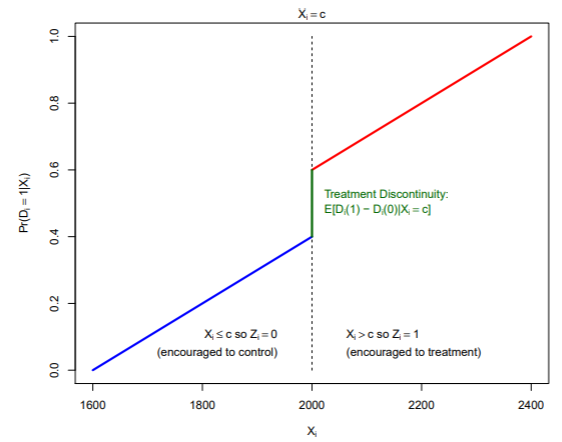 Xᵢ = c
Pr(Dᵢ = 1|Xᵢ)
1.0
0.8
0.6
0.4
0.2
0.0
Treatment Discontinuity:
E[Dᵢ(1) − Dᵢ(0)|Xᵢ = c]
Xᵢ ≤ c so Zᵢ = 0
(encouraged to control)
Xᵢ > c so Zᵢ = 1
(encouraged to treatment)
1600 1800 2000 2200 2400
Xᵢ